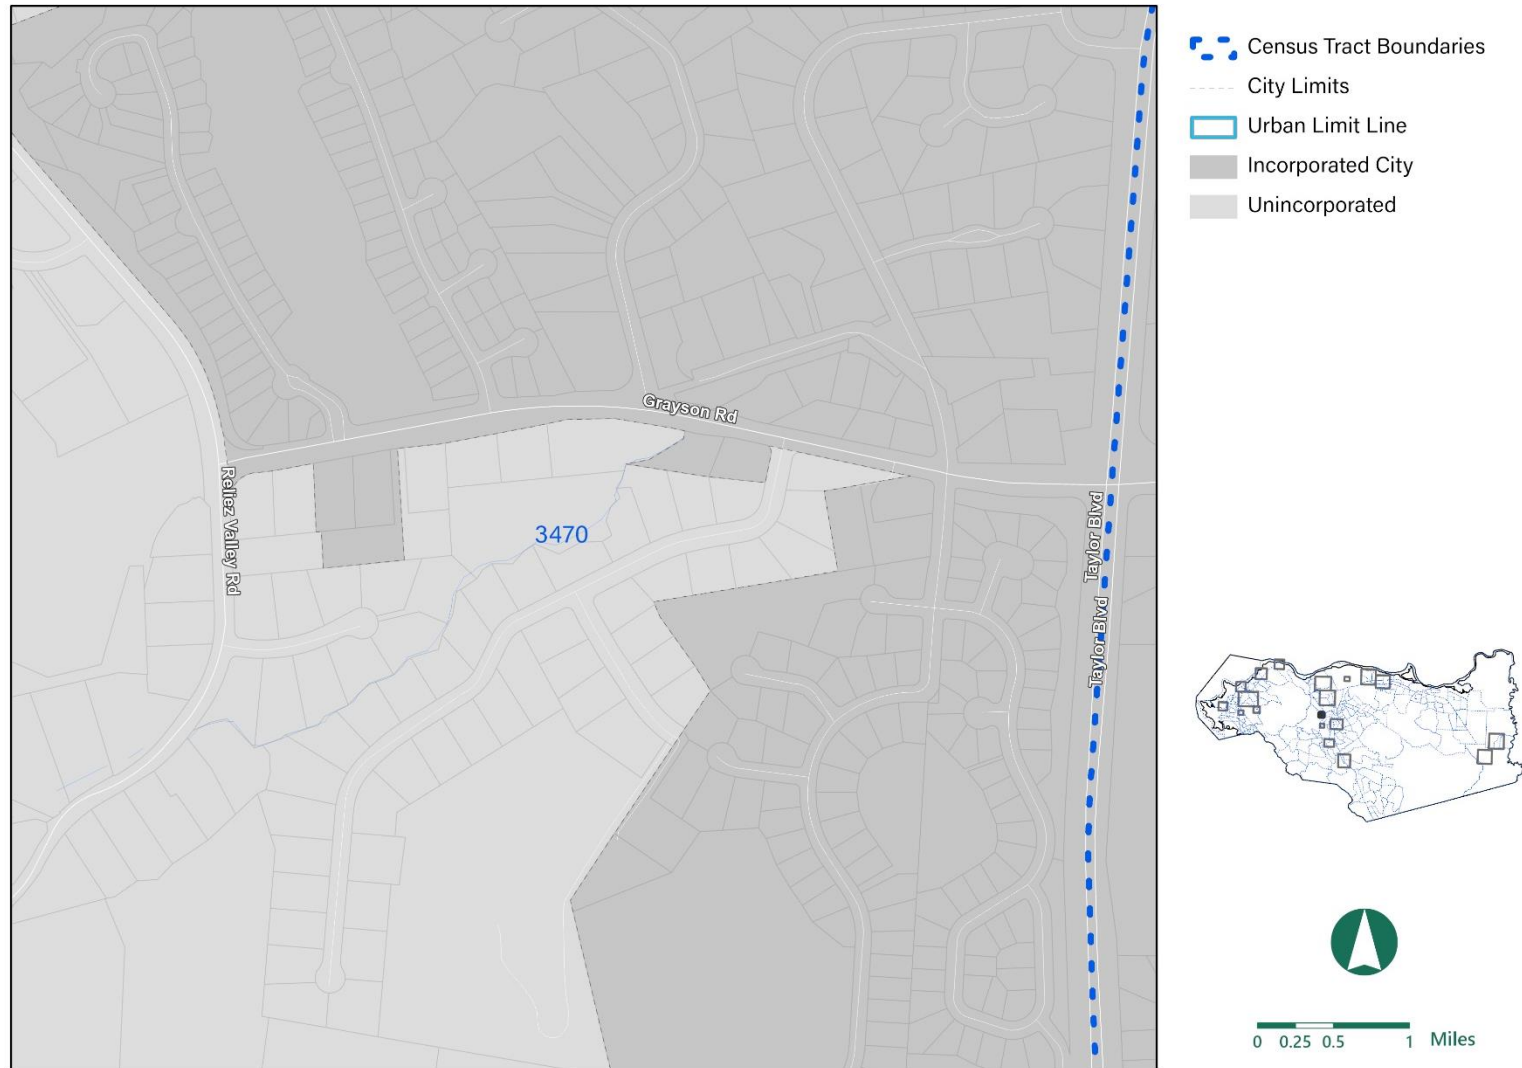 Census Tract Boundaries
City Limits
Urban Limit Line
Incorporated City
Unincorporated
Grayson Rd
Reliez Valley Rd
3470
Taylor Blvd
Taylor Blvd
0 0.25 0.5 1 Miles